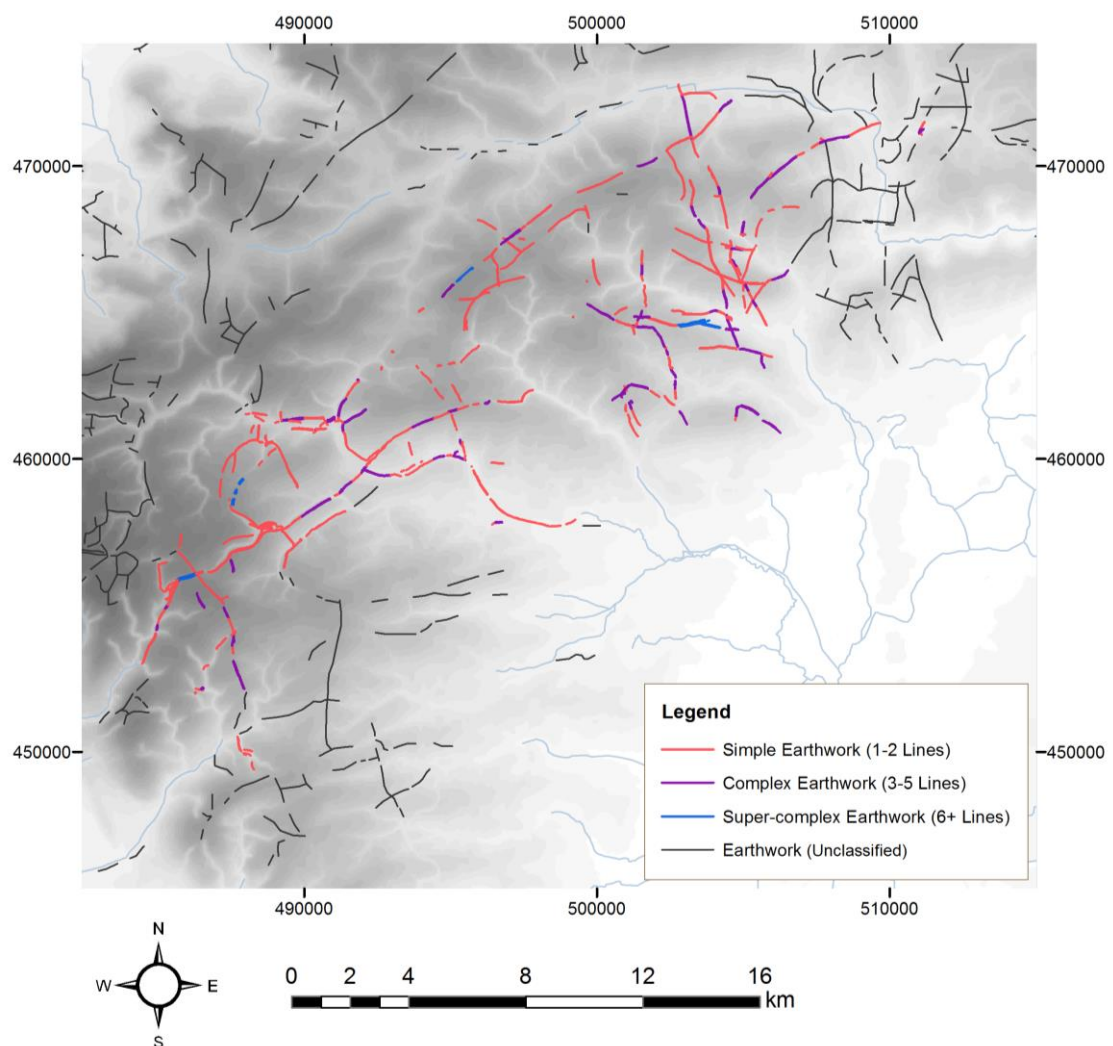 490000 500000 510000
470000 470000
460000 460000
Legend
Simple Earthwork (1-2 Lines)
450000 450000
Complex Earthwork (3-5 Lines)
Super-complex Earthwork (6+ Lines)
Earthwork (Unclassified)
490000 500000 510000
N
W E
S
0 2 4 8 12 16
km